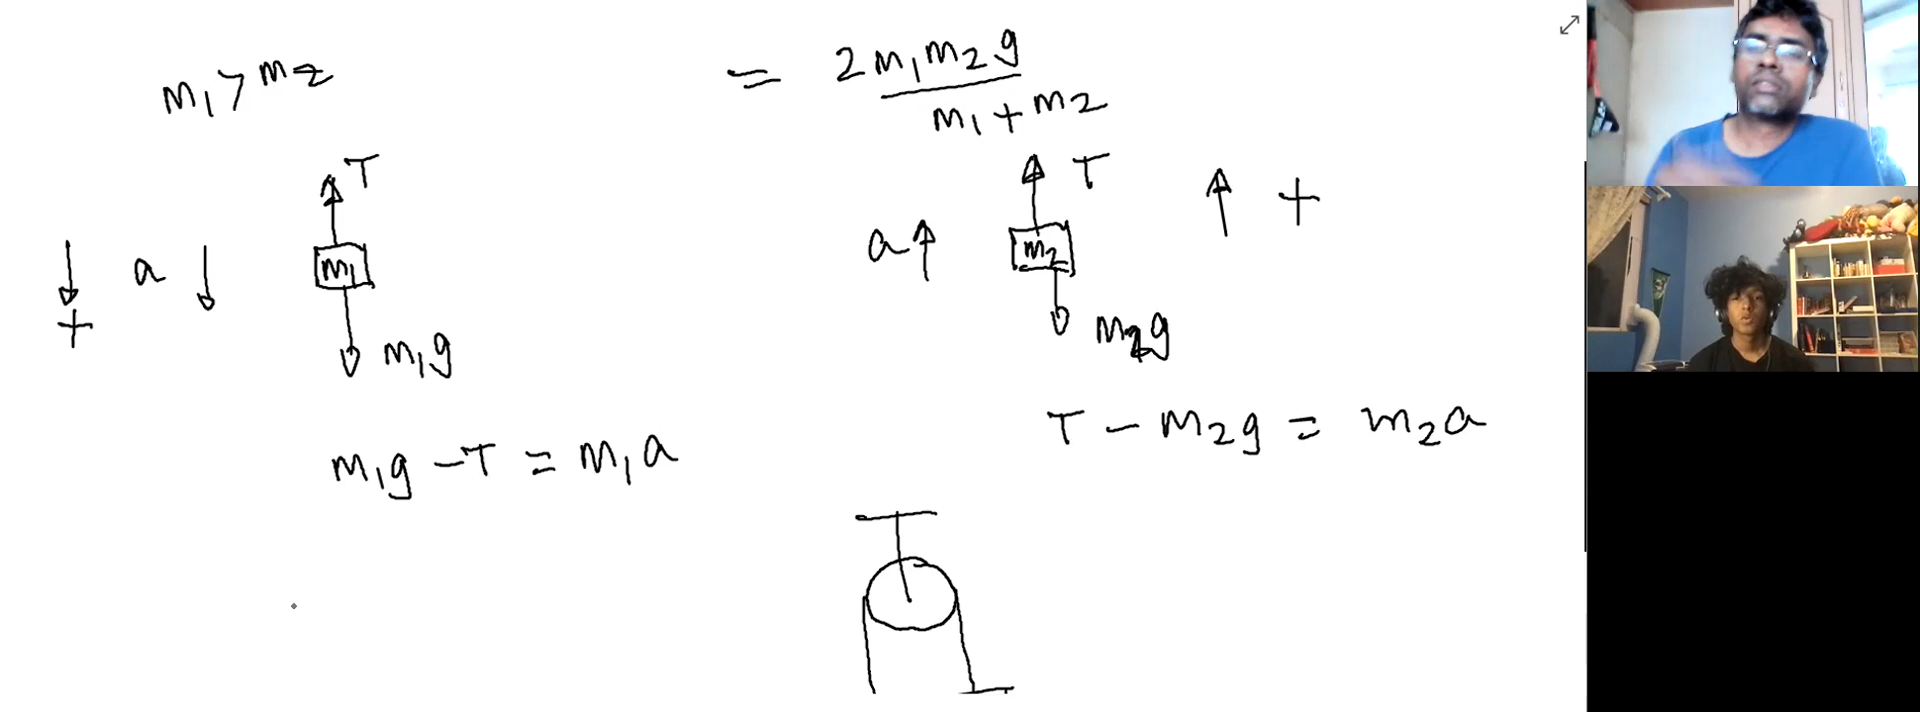 m₁ > m₂
= 2m₁m₂g / m₁ + m₂
T
T
+
a
m₁
a
m₂
+
m₁g
m₂g
m₁g - T = m₁a
T - m₂g = m₂a